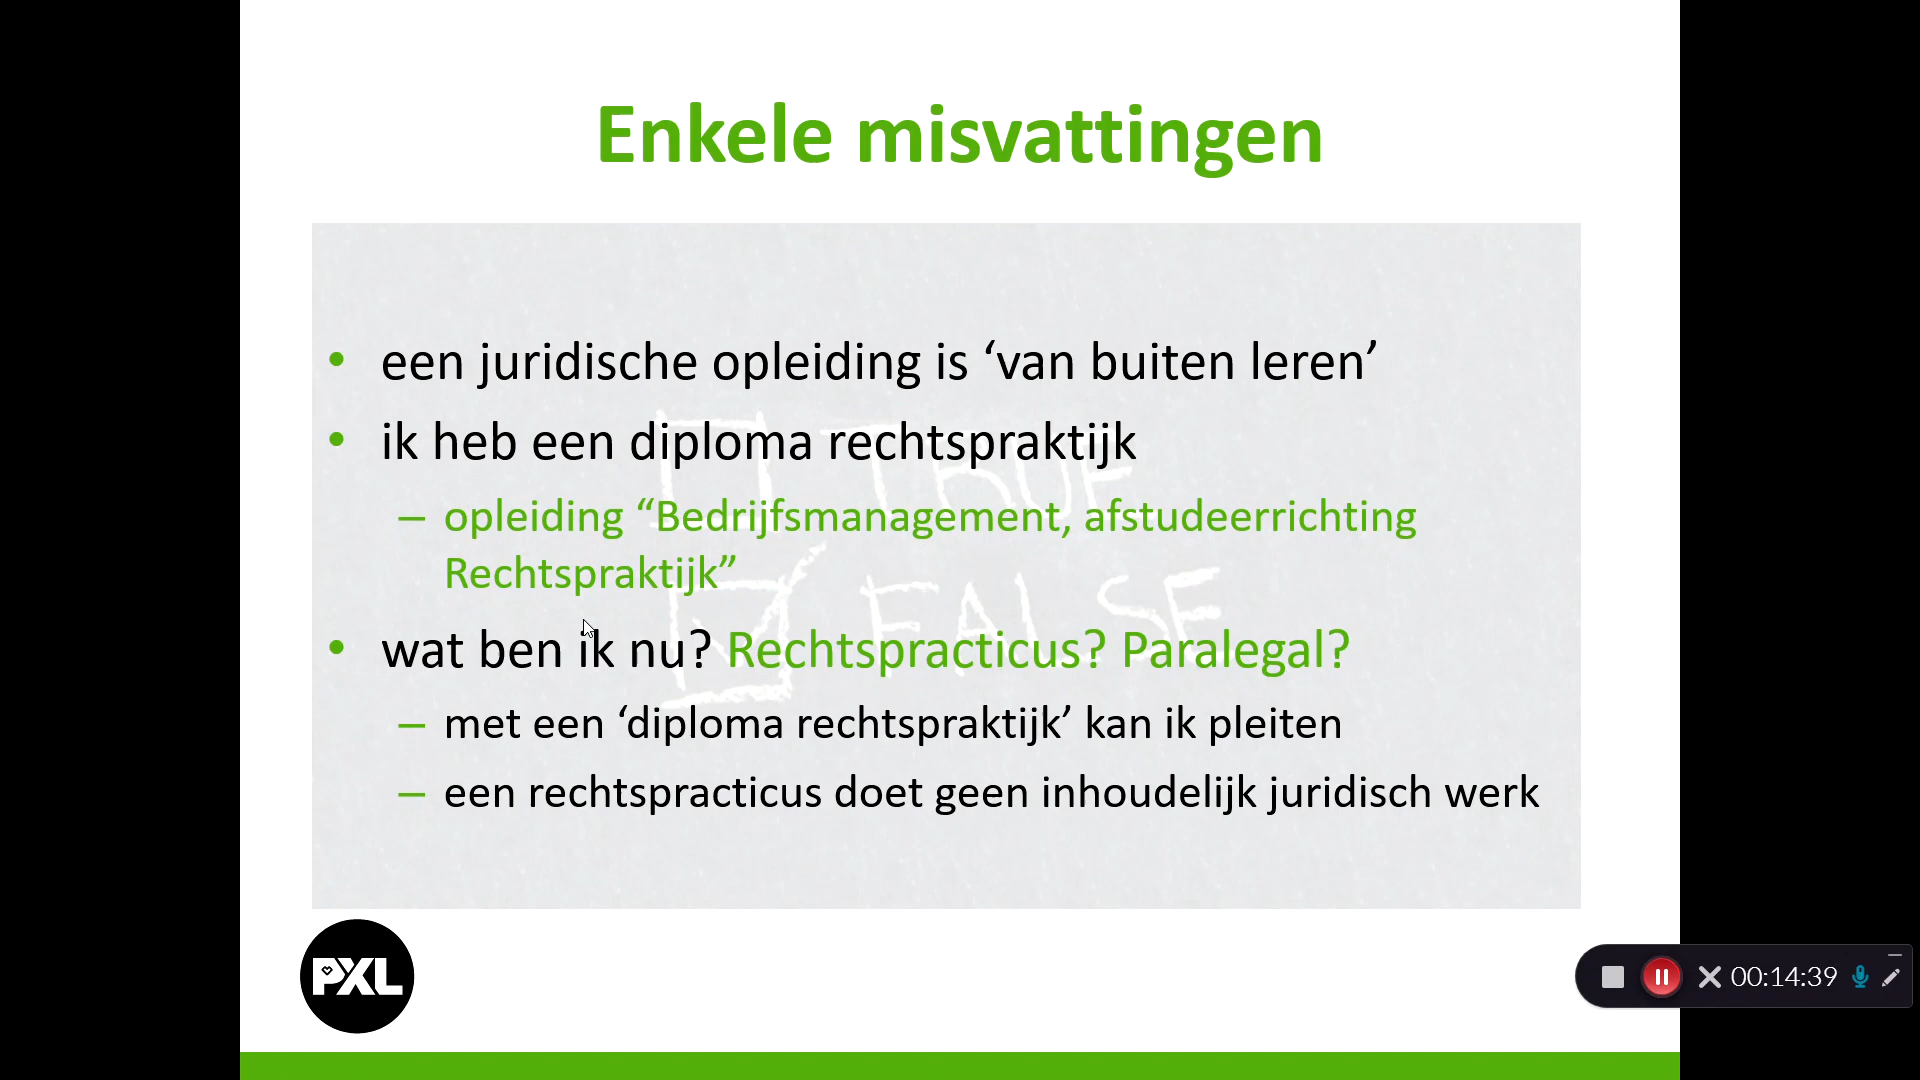 Enkele misvattingen
• een juridische opleiding is ‘van buiten leren’
• ik heb een diploma rechtspraktijk
– opleiding “Bedrijfsmanagement, afstudeerrichting
Rechtspraktijk”
• wat ben ik nu? Rechtspracticus? Paralegal?
– met een ‘diploma rechtspraktijk’ kan ik pleiten
– een rechtspracticus doet geen inhoudelijk juridisch werk
TRUE
FALSE
PXL
00:14:39